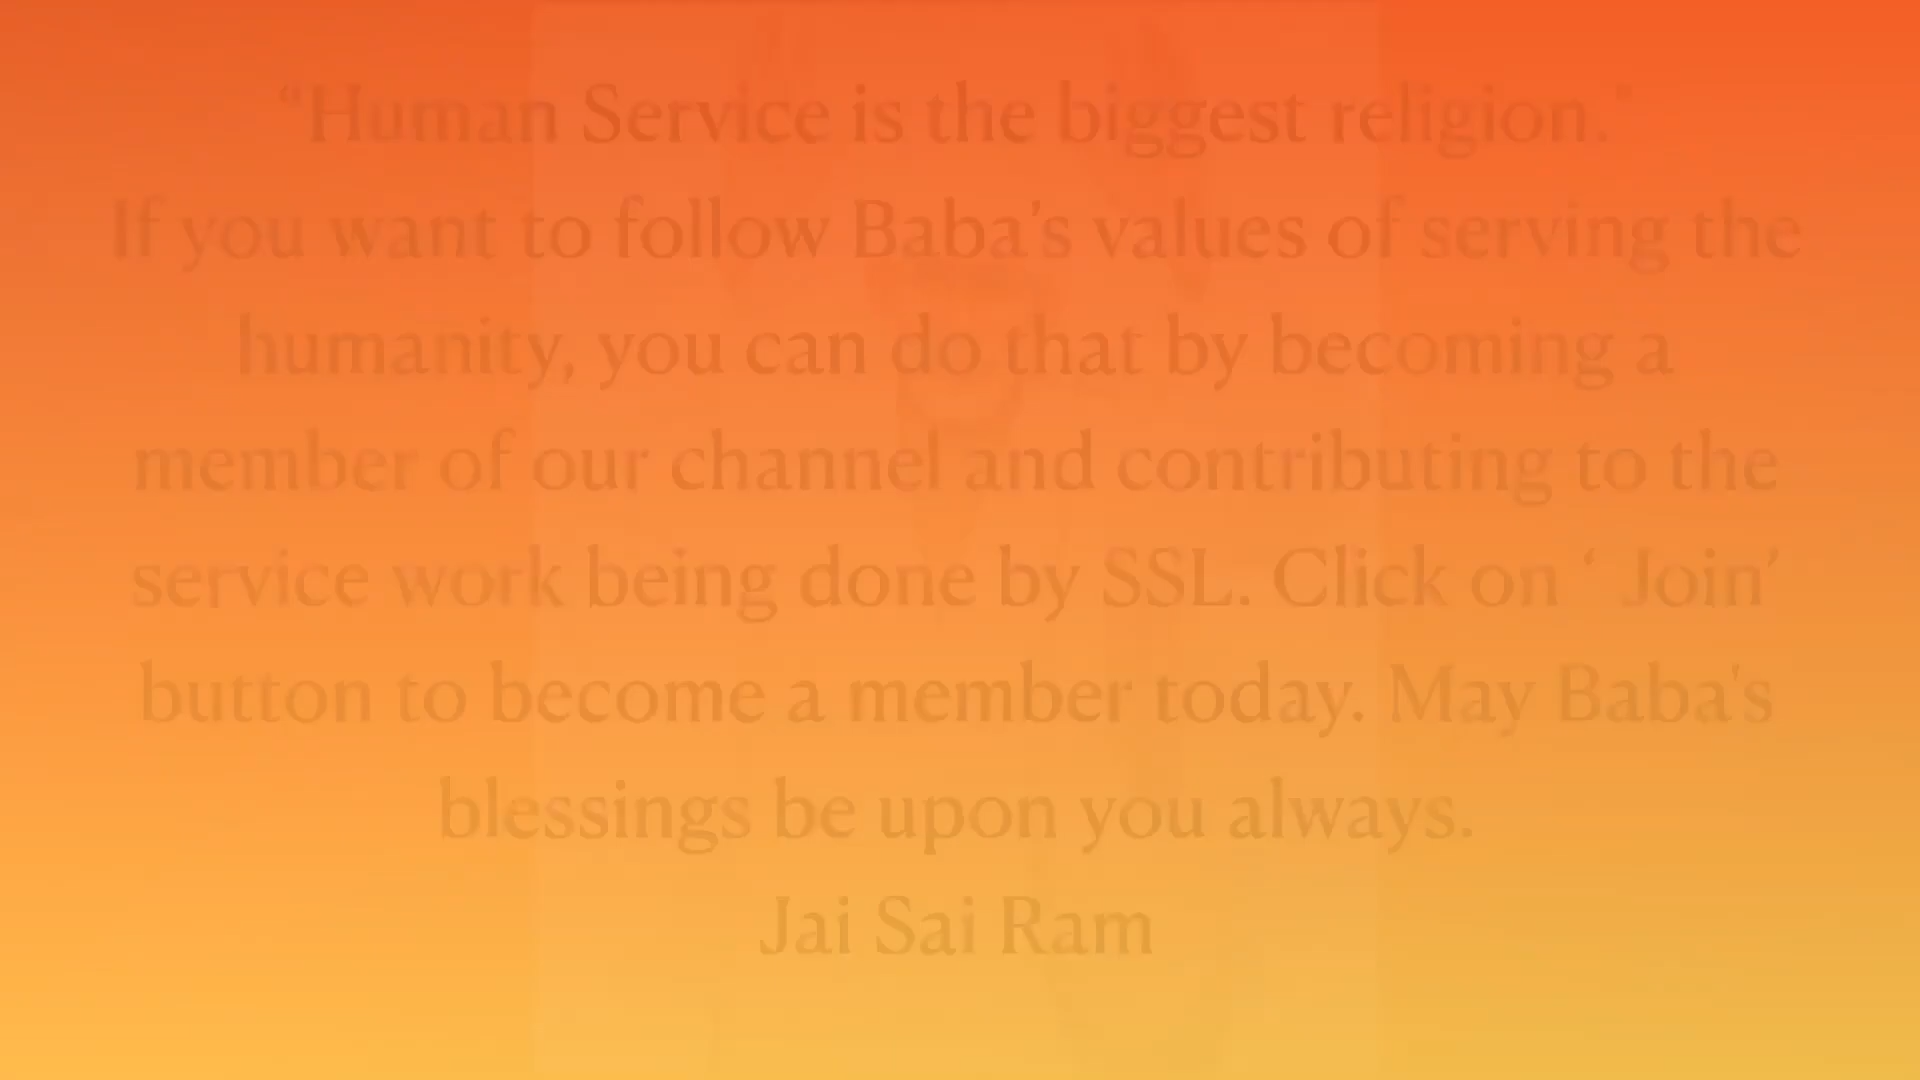 “Human Service is the biggest religion."
If you want to follow Baba's values of serving the
humanity, you can do that by becoming a
member of our channel and contributing to the
service work being done by SSL. Click on ‘ Join’
button to become a member today. May Baba's
blessings be upon you always.
Jai Sai Ram